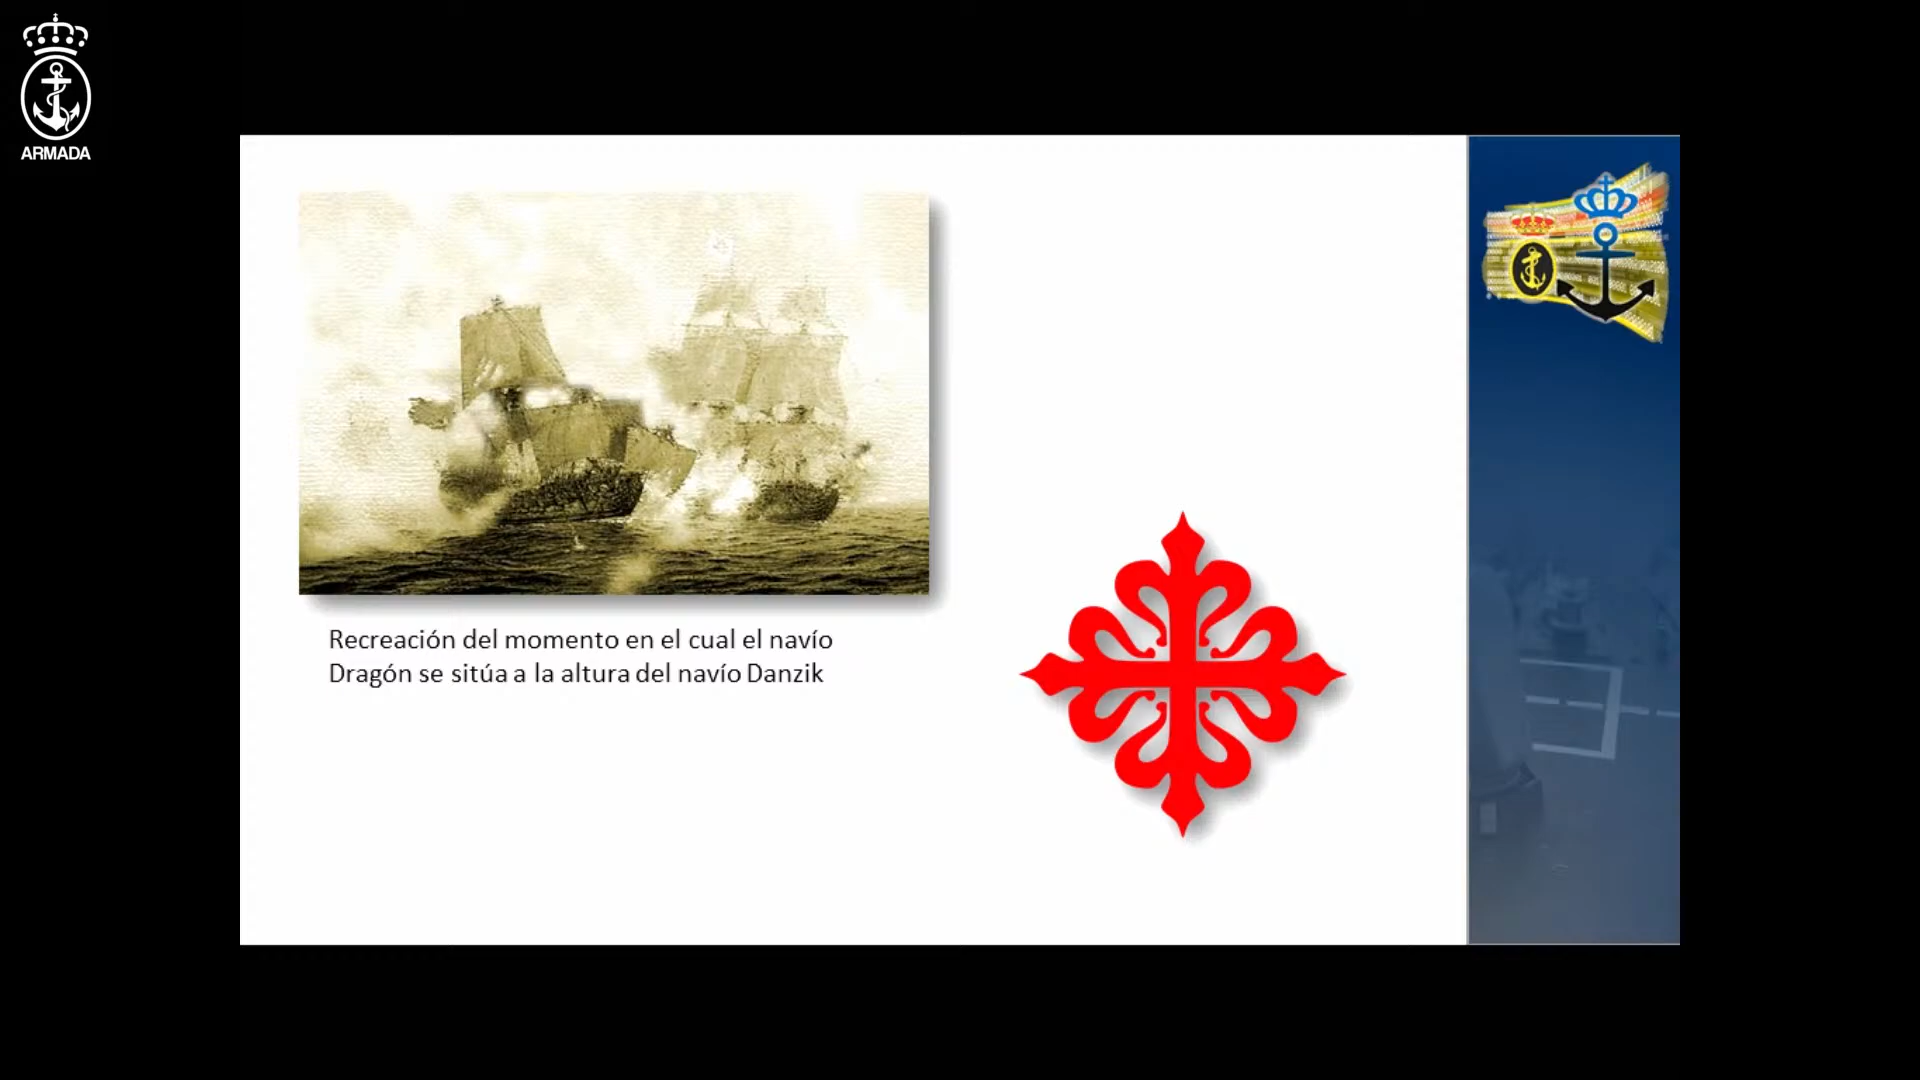 ARMADA
Recreación del momento en el cual el navío
Dragón se sitúa a la altura del navío Danzik